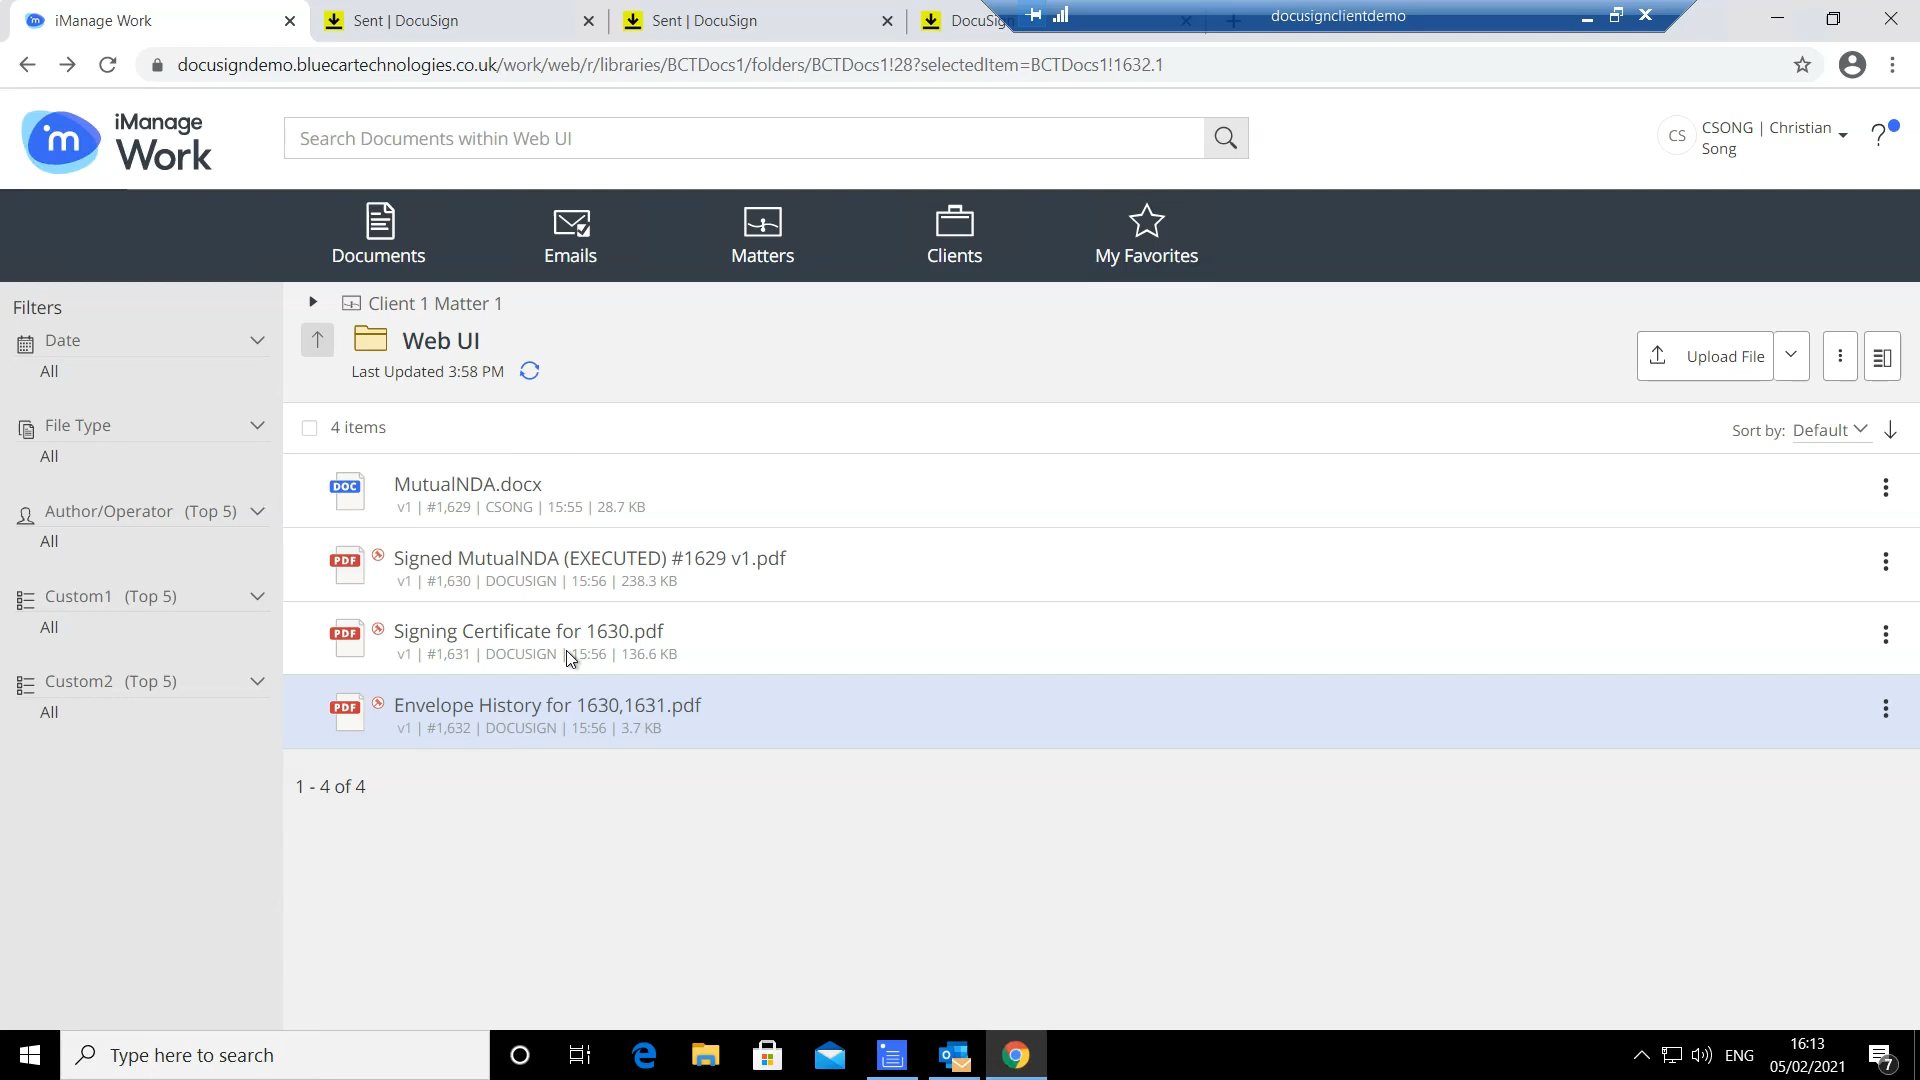 iManage Work
Sent | DocuSign
Sent | DocuSign
DocuSign
docusignclientdemo
docusigndemo.bluecartechnologies.co.uk/work/web/r/libraries/BCTDocs1/folders/BCTDocs1!28?selectedItem=BCTDocs1!1632.1
m
iManage
Work
Search Documents within Web UI
CS
CSONG | Christian
Song
?
Documents
Emails
Matters
Clients
My Favorites
Filters
Date
All
File Type
All
Author/Operator (Top 5)
All
Custom1 (Top 5)
All
Custom2 (Top 5)
All
Client 1 Matter 1
Web UI
Last Updated 3:58 PM
Upload File
4 items
Sort by: Default
DOC
MutualNDA.docx
v1 | #1,629 | CSONG | 15:55 | 28.7 KB
PDF
Signed MutualNDA (EXECUTED) #1629 v1.pdf
v1 | #1,630 | DOCUSIGN | 15:56 | 238.3 KB
PDF
Signing Certificate for 1630.pdf
v1 | #1,631 | DOCUSIGN | 15:56 | 136.6 KB
PDF
Envelope History for 1630,1631.pdf
v1 | #1,632 | DOCUSIGN | 15:56 | 3.7 KB
1 - 4 of 4
Type here to search
ENG
16:13
05/02/2021
7